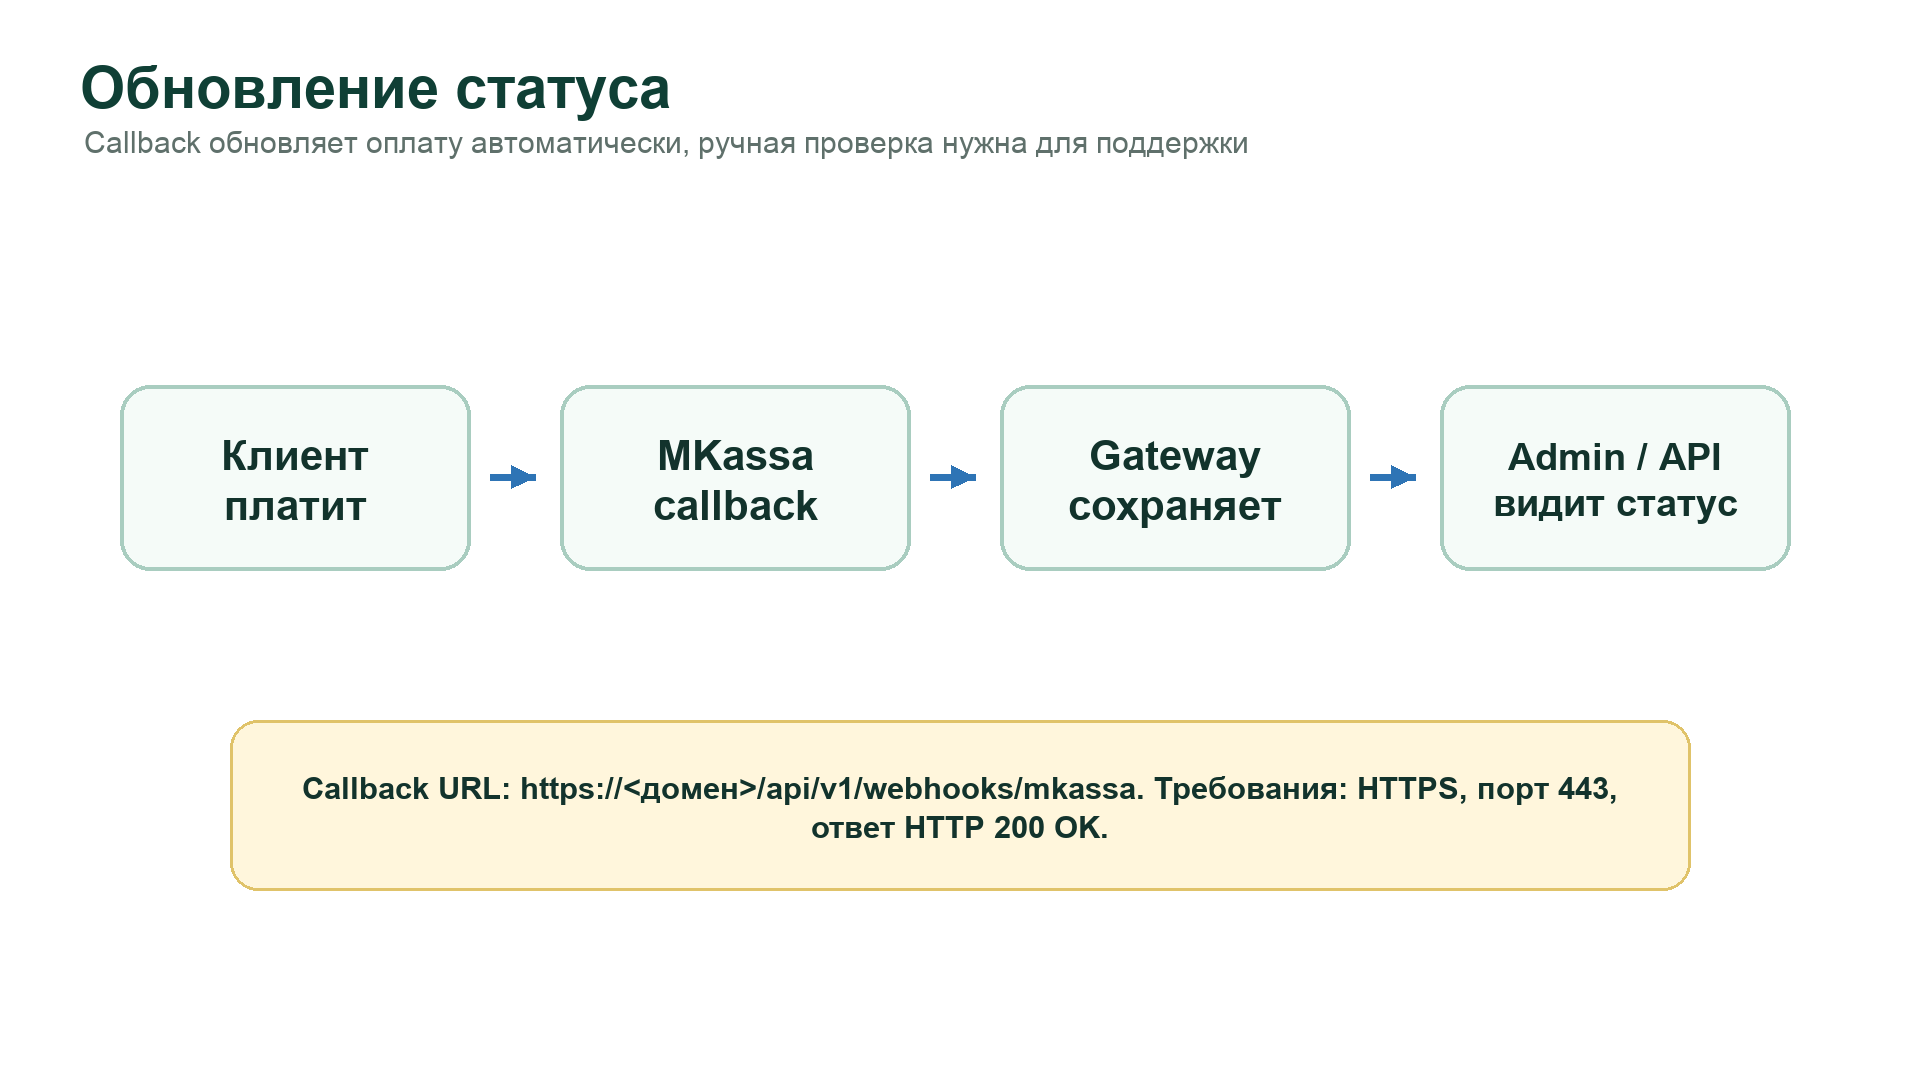 Обновление статуса
Callback обновляет оплату автоматически, ручная проверка нужна для поддержки
Клиент
платит
MKassa
callback
Gateway
сохраняет
Admin / API
видит статус
Callback URL: https://<домен>/api/v1/webhooks/mkassa. Требования: HTTPS, порт 443,
ответ HTTP 200 OK.